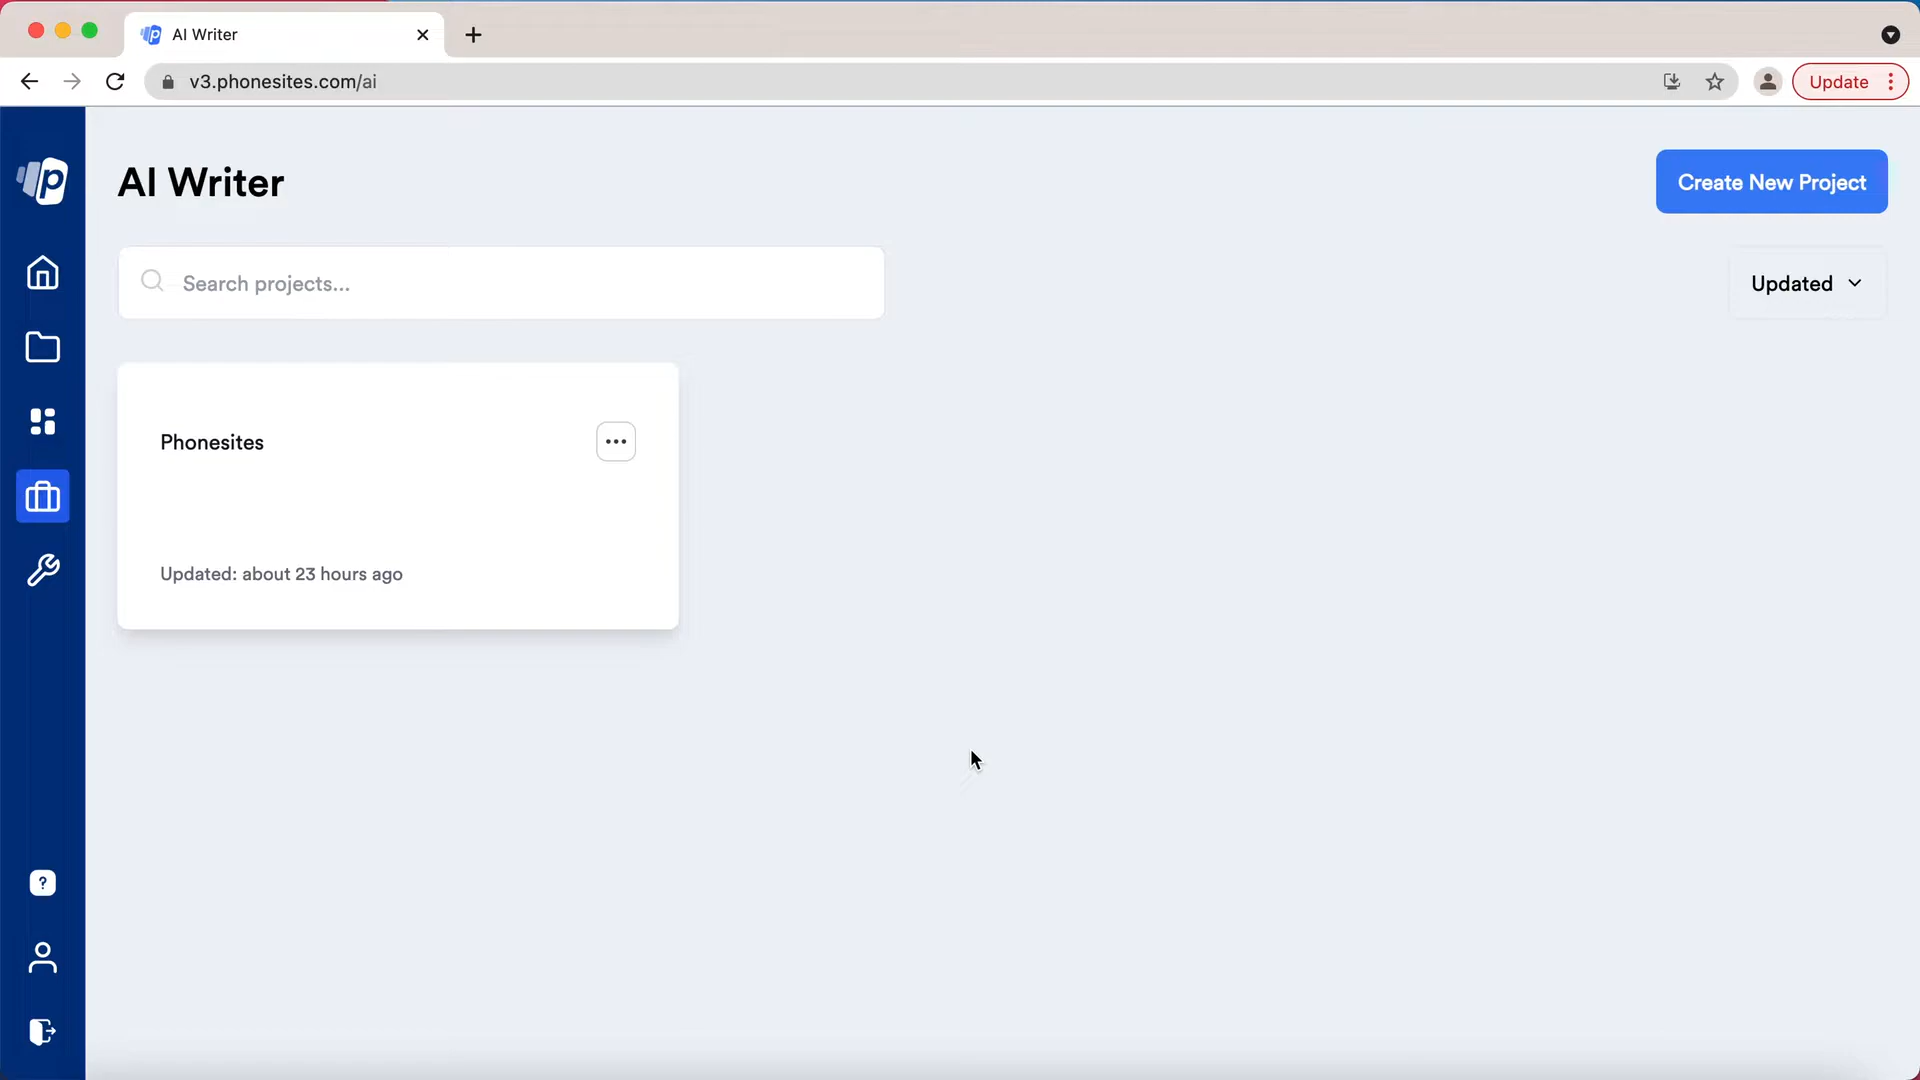 AI Writer
v3.phonesites.com/ai
Update
p
AI Writer
Create New Project
Search projects...
Updated
Phonesites
Updated: about 23 hours ago
?